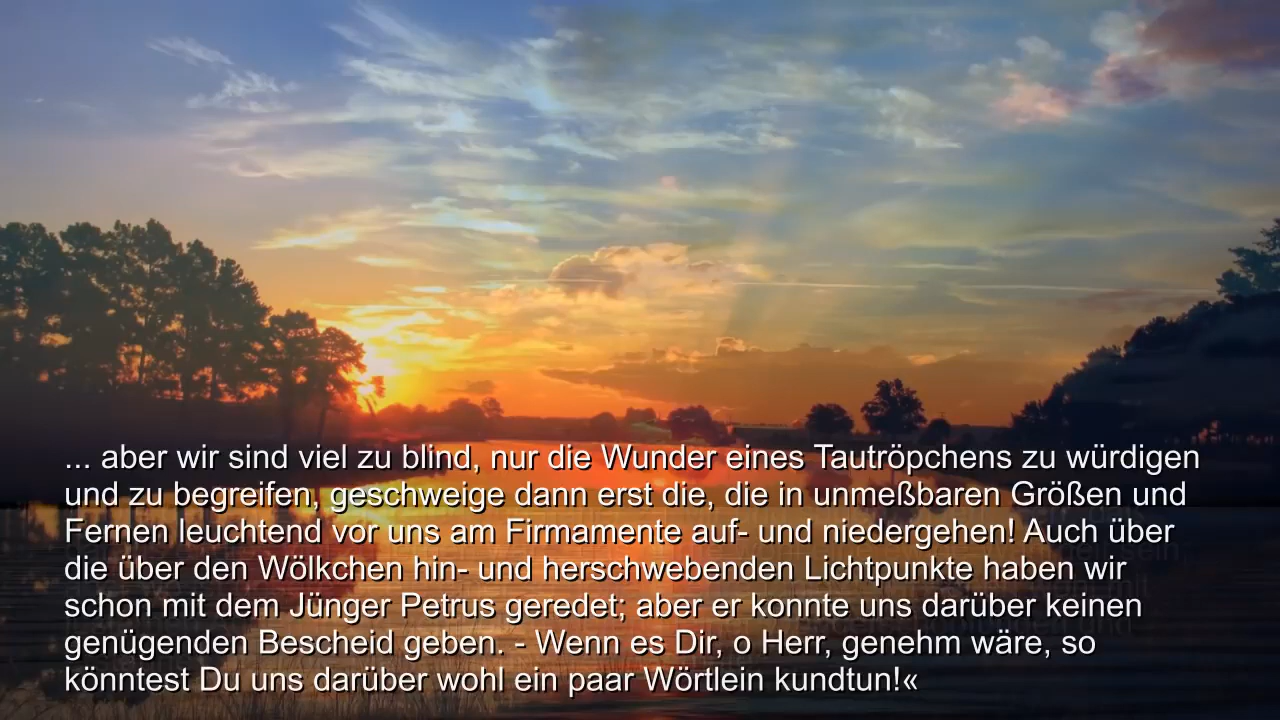 ... aber wir sind viel zu blind, nur die Wunder eines Tautröpchens zu würdigen
und zu begreifen, geschweige dann erst die, die in unmeßbaren Größen und
Fernen leuchtend vor uns am Firmamente auf- und niedergehen! Auch über
die über den Wölkchen hin- und herschwebenden Lichtpunkte haben wir
schon mit dem Jünger Petrus geredet; aber er konnte uns darüber keinen
genügenden Bescheid geben. - Wenn es Dir, o Herr, genehm wäre, so
könntest Du uns darüber wohl ein paar Wörtlein kundtun!«